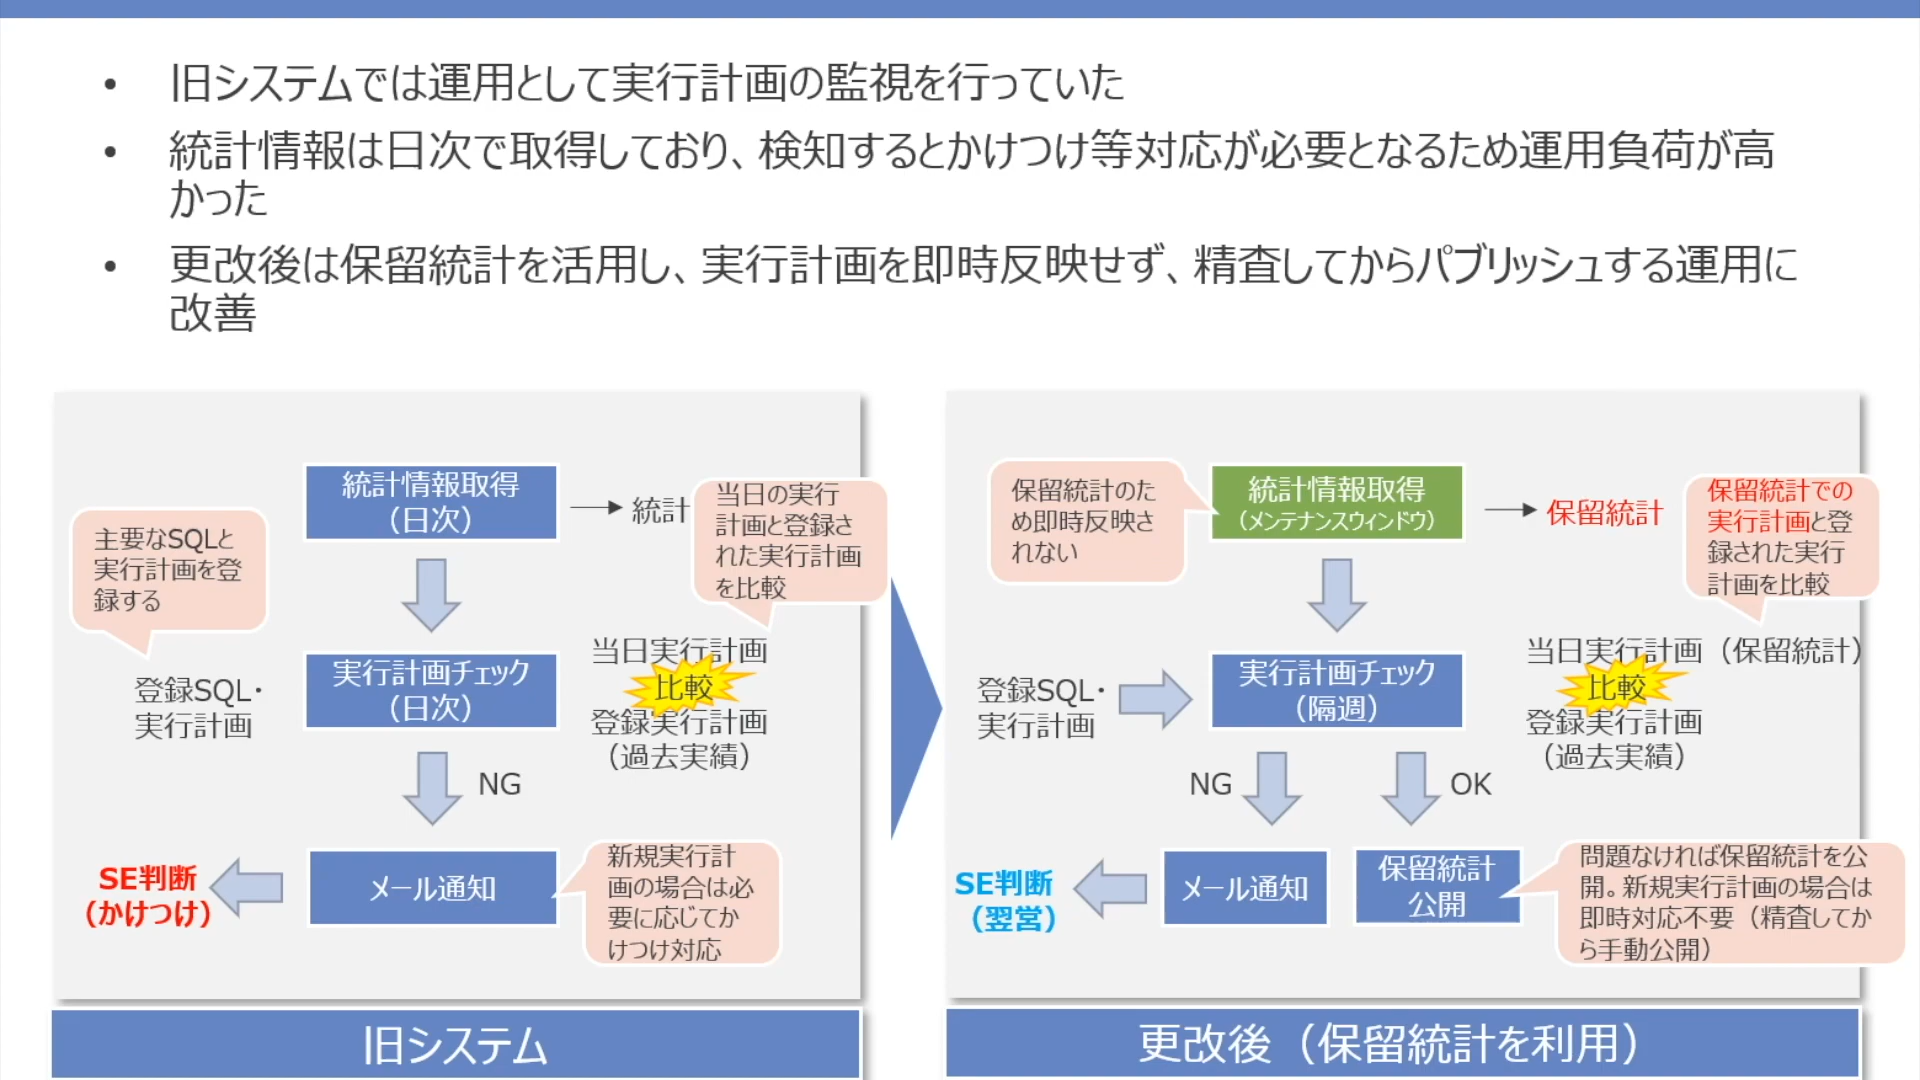 • 旧システムでは運用として実行計画の監視を行っていた
• 統計情報は日次で取得しており、検知するとかけつけ等対応が必要となるため運用負荷が高
かった
• 更改後は保留統計を活用し、実行計画を即時反映せず、精査してからパブリッシュする運用に
改善
統計情報取得
（日次）
統計
当日の実行
計画と登録さ
れた実行計画
を比較
主要なSQLと
実行計画を登
録する
登録SQL・
実行計画
実行計画チェック
（日次）
当日実行計画
比較
登録実行計画
（過去実績）
NG
SE判断
（かけつけ）
メール通知
新規実行計
画の場合は必
要に応じてか
けつけ対応
旧システム
保留統計のた
め即時反映さ
れない
統計情報取得
（メンテナンスウィンドウ）
保留統計
保留統計での
実行計画と登
録された実行
計画を比較
登録SQL・
実行計画
実行計画チェック
（隔週）
当日実行計画（保留統計）
比較
登録実行計画
（過去実績）
NG
OK
SE判断
（翌営）
メール通知
保留統計
公開
問題なければ保留統計を公
開。新規実行計画の場合は
即時対応不要（精査してか
ら手動公開）
更改後（保留統計を利用）